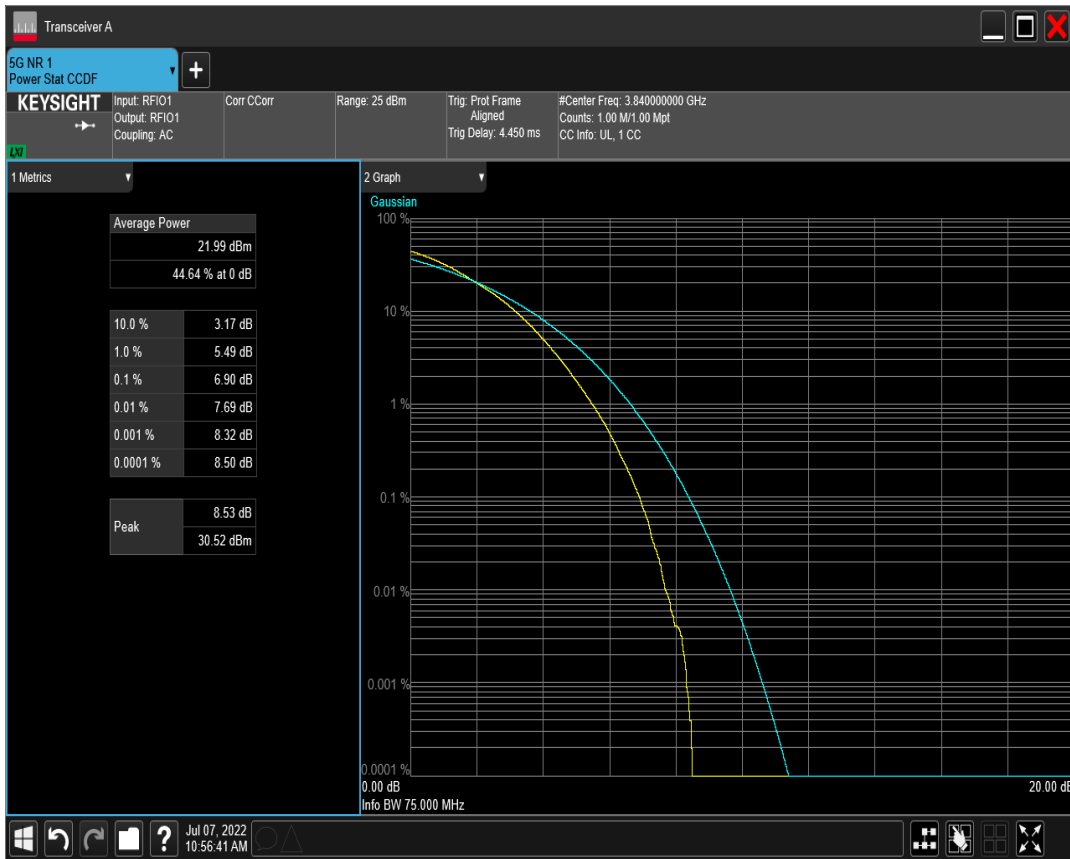 Transceiver A
5G NR 1
Power Stat CCDF
+
KEYSIGHT
LXI
Input: RFIO1
Output: RFIO1
Coupling: AC
Corr CCorr
Range: 25 dBm
Trig: Prot Frame
Aligned
Trig Delay: 4.450 ms
#Center Freq: 3.840000000 GHz
Counts: 1.00 M/1.00 Mpt
CC Info: UL, 1 CC
1 Metrics
Average Power
21.99 dBm
44.64 % at 0 dB
10.0 % 3.17 dB
1.0 % 5.49 dB
0.1 % 6.90 dB
0.01 % 7.69 dB
0.001 % 8.32 dB
0.0001 % 8.50 dB
Peak 8.53 dB
30.52 dBm
2 Graph
Gaussian
100 %
10 %
1 %
0.1 %
0.01 %
0.001 %
0.0001 %
0.00 dB 20.00 dB
Info BW 75.000 MHz
?
Jul 07, 2022
10:56:41 AM